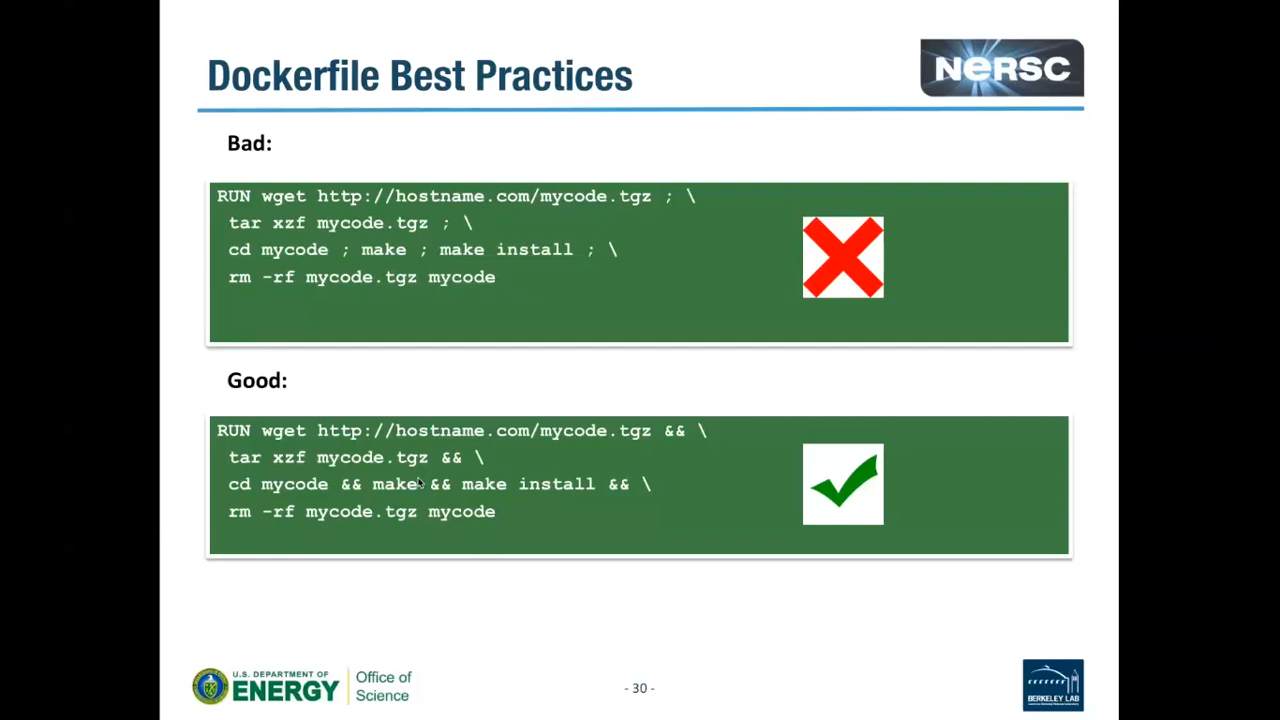 Dockerfile Best Practices
NERSC
Bad:
RUN wget http://hostname.com/mycode.tgz ; \
tar xzf mycode.tgz ; \
cd mycode ; make ; make install ; \
rm -rf mycode.tgz mycode
Good:
RUN wget http://hostname.com/mycode.tgz && \
tar xzf mycode.tgz && \
cd mycode && make && make install && \
rm -rf mycode.tgz mycode
U.S. DEPARTMENT OF
ENERGY
Office of
Science
- 30 -
BERKELEY LAB